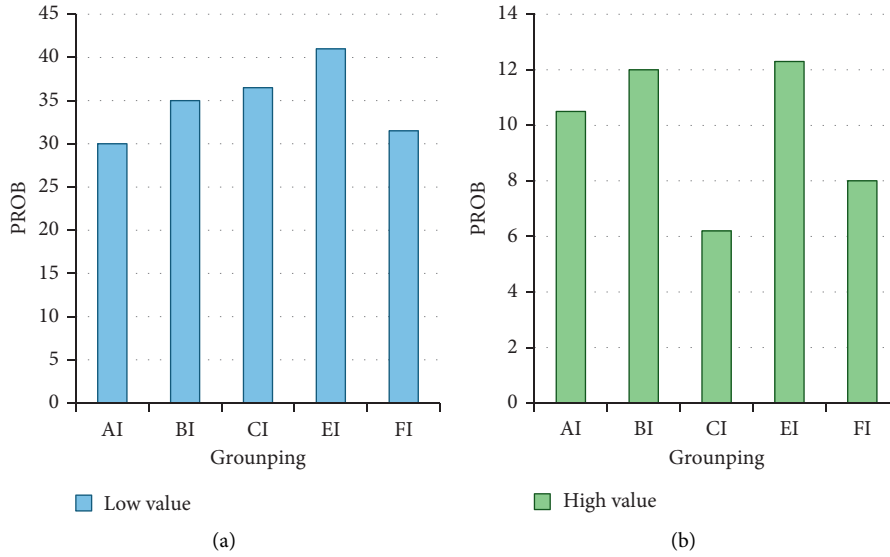 45
40
35
30
25
20
15
10
5
0
PROB
AI BI CI EI FI
Grounping
Low value
(a)
14
12
10
8
6
4
2
0
PROB
AI BI CI EI FI
Grounping
High value
(b)